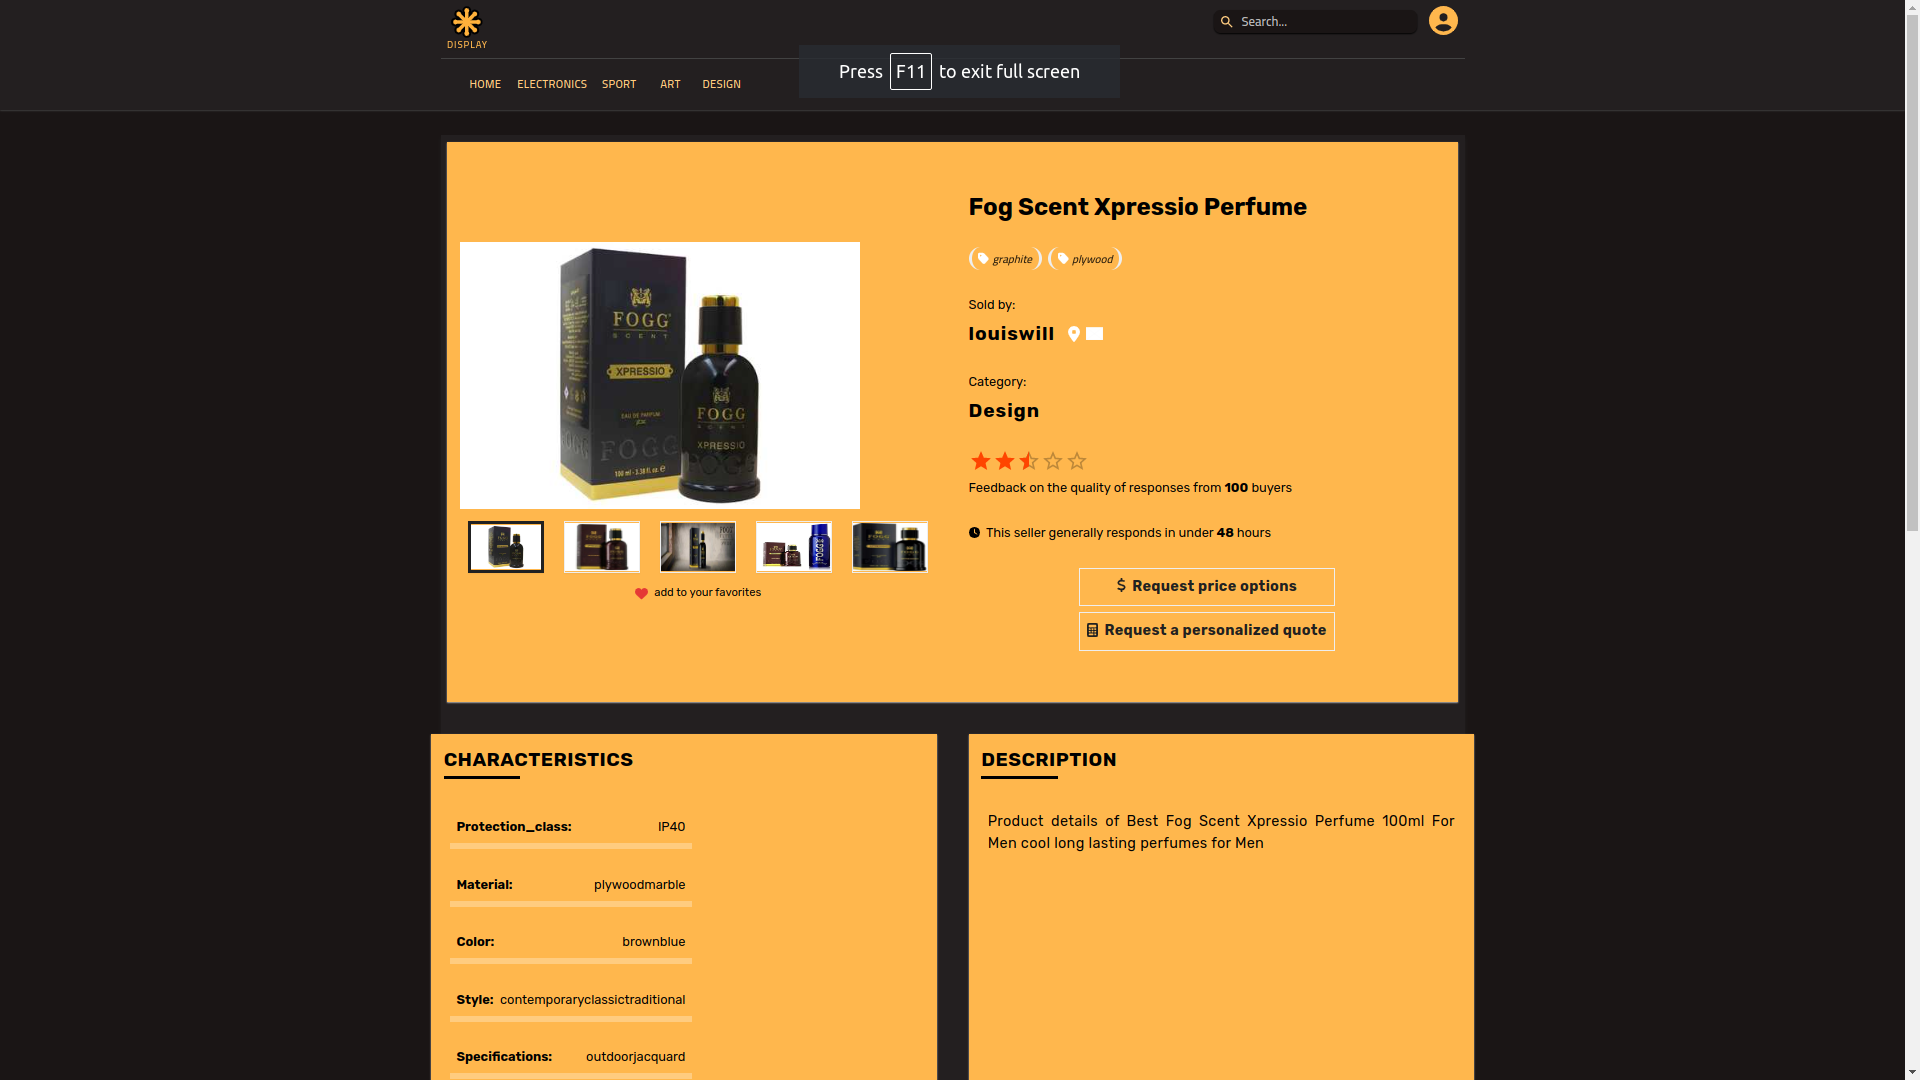 DISPLAY
Search...
Press F11 to exit full screen
HOME ELECTRONICS SPORT ART DESIGN
Fog Scent Xpressio Perfume
graphite plywood
Sold by:
louiswill
Category:
Design
Feedback on the quality of responses from 100 buyers
This seller generally responds in under 48 hours
$ Request price options
Request a personalized quote
FOGG
SCENT
XPRESSIO
EAU DE PARFUM
FOGG
100 ml - 3.38 fl. oz. e
FOGG
SCENT
XPRESSIO
add to your favorites
CHARACTERISTICS
Protection_class: IP40
Material: plywoodmarble
Color: brownblue
Style: contemporaryclassictraditional
Specifications: outdoorjacquard
DESCRIPTION
Product details of Best Fog Scent Xpressio Perfume 100ml For
Men cool long lasting perfumes for Men